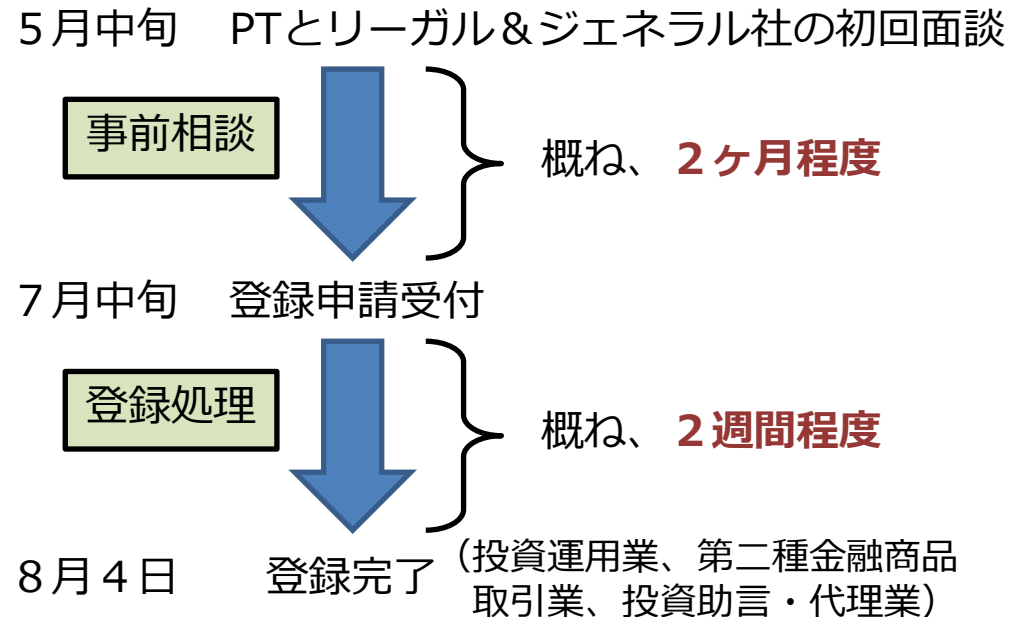 ５月中旬　PTとリーガル＆ジェネラル社の初回面談
事前相談
概ね、２ヶ月程度
７月中旬　登録申請受付
登録処理
概ね、２週間程度
８月４日　登録完了（投資運用業、第二種金融商品
取引業、投資助言・代理業）